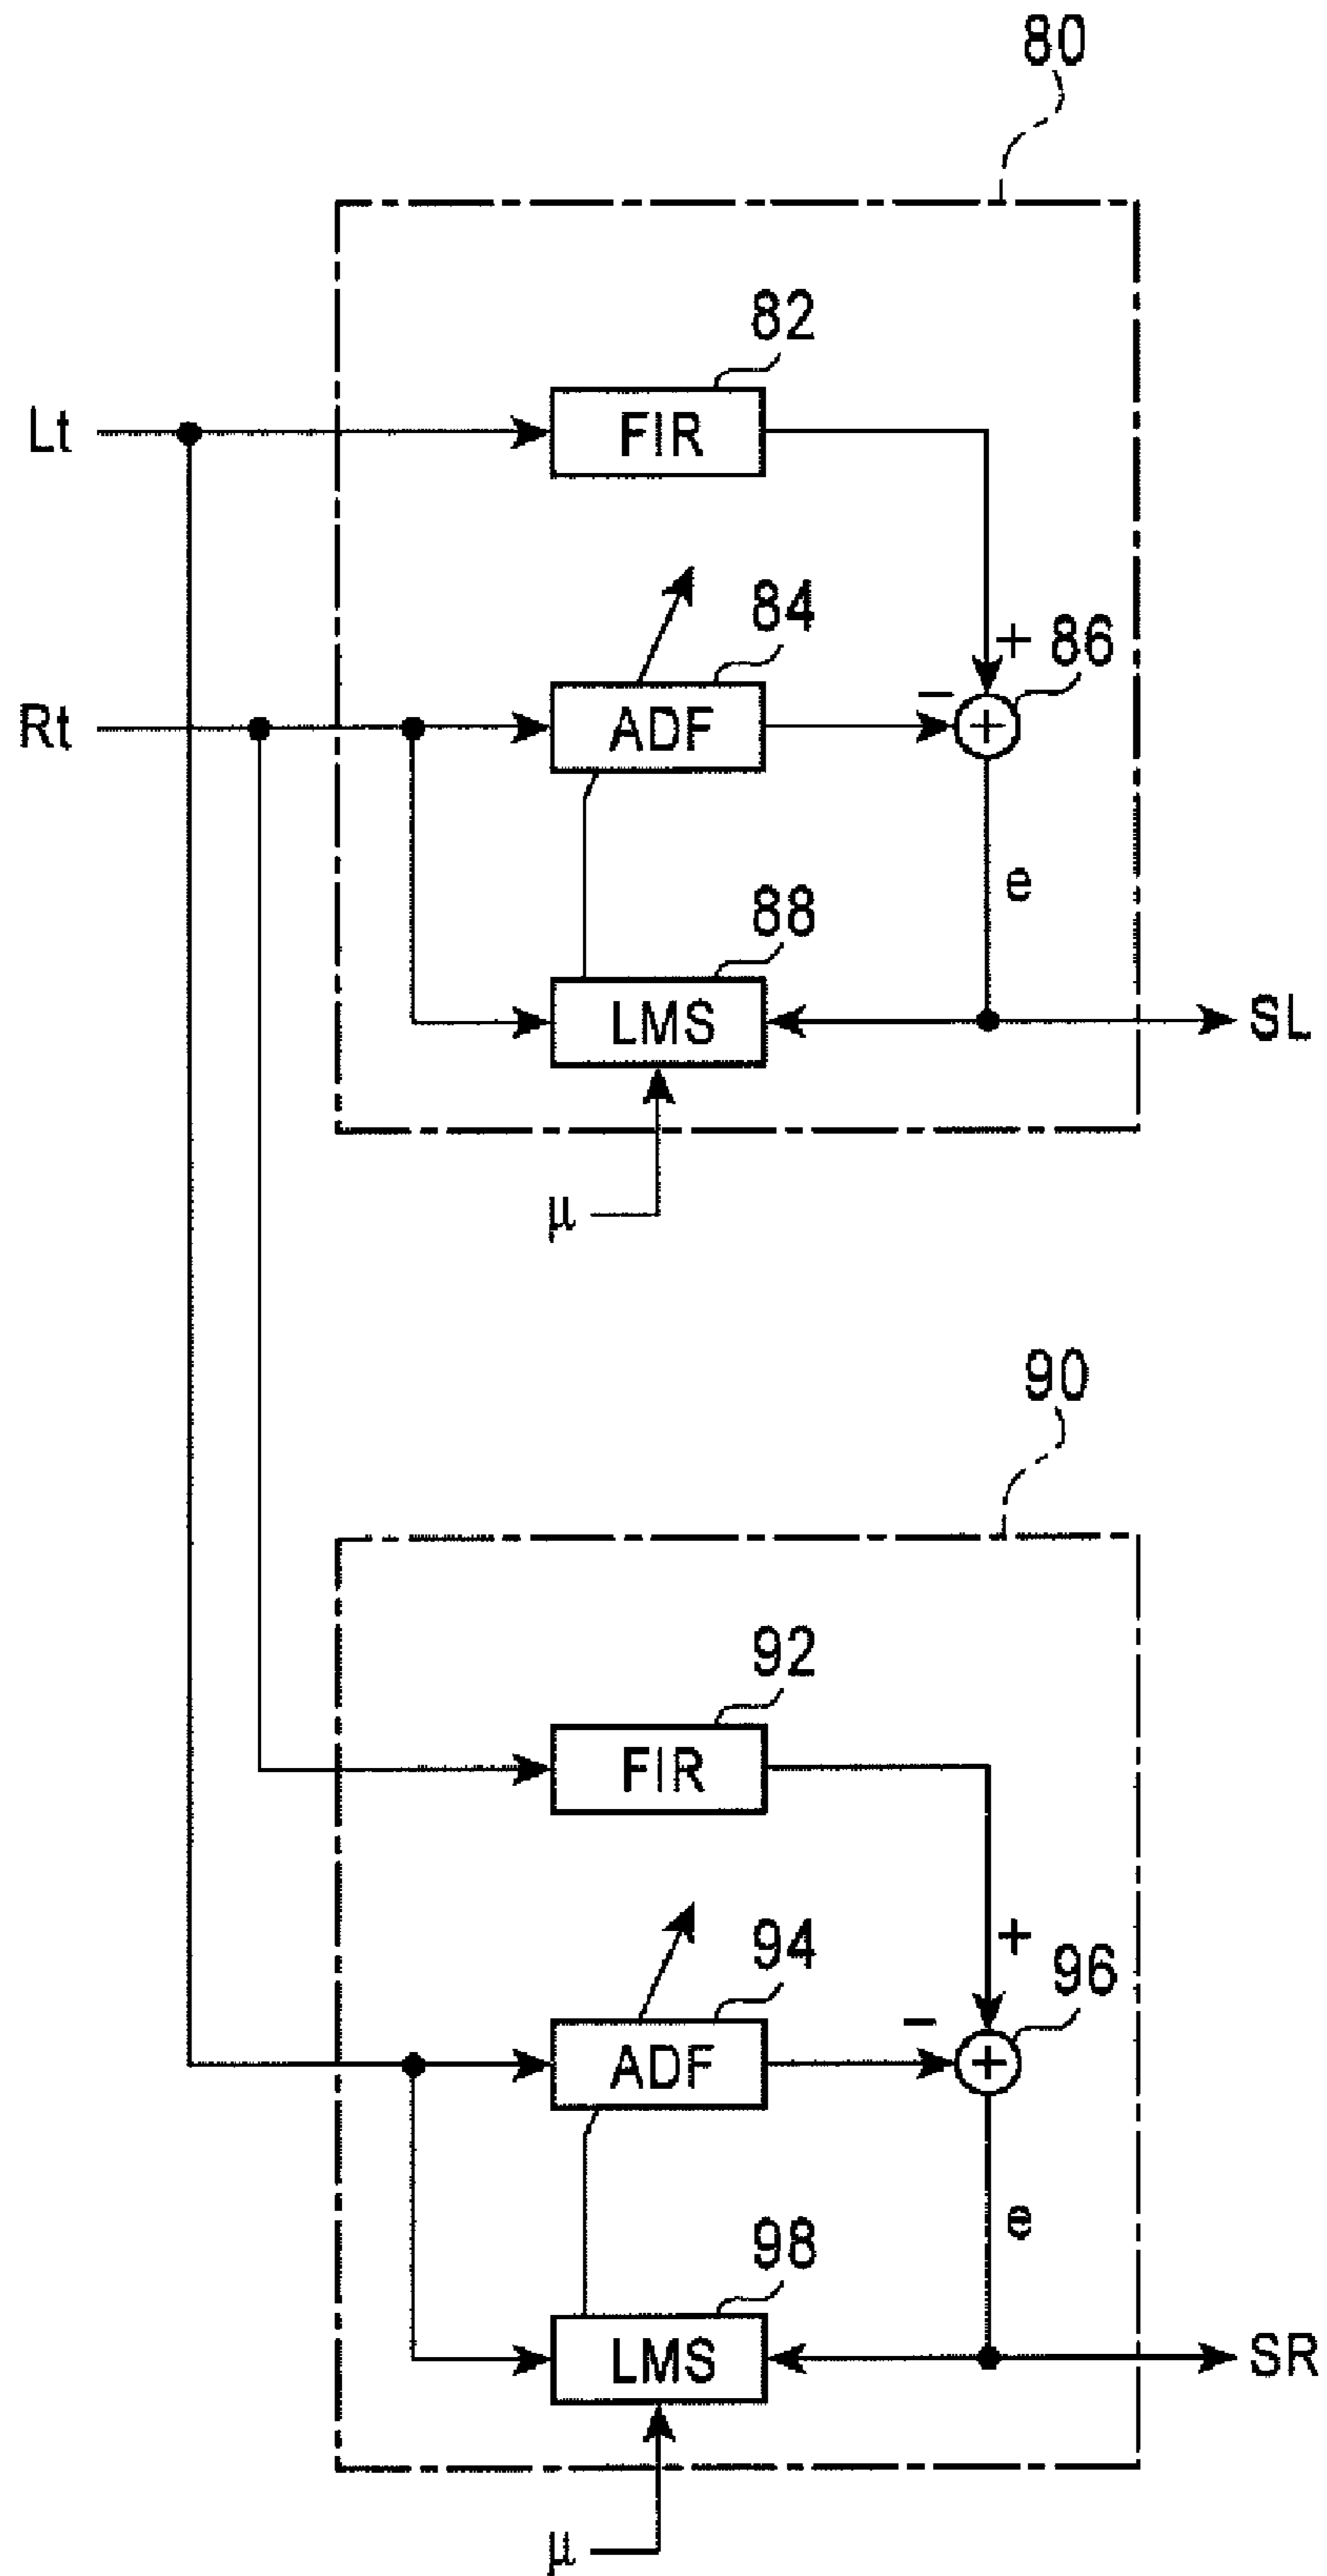 80
82
Lt
FIR
84
+
86
−
Rt
ADF
+
e
88
LMS
SL
μ
90
92
FIR
94
+
96
−
ADF
+
e
98
LMS
SR
μ